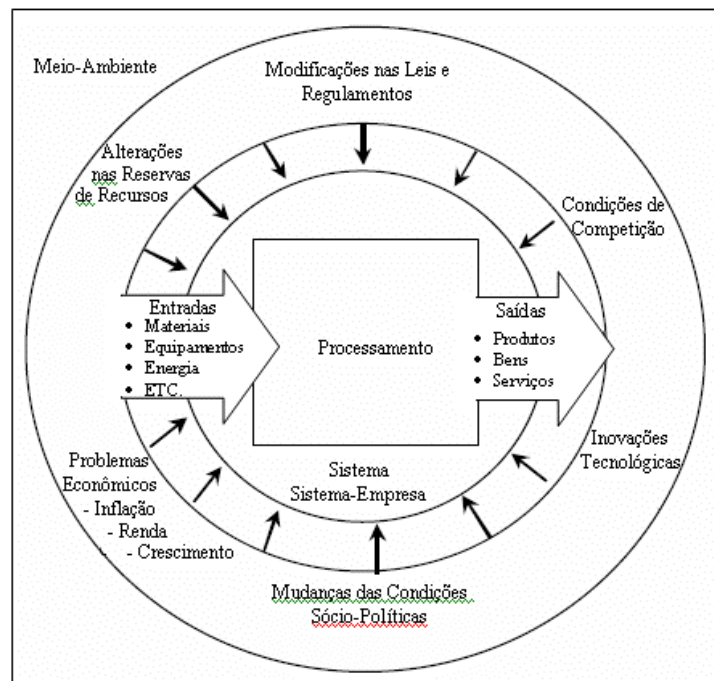 Meio-Ambiente
Modificações nas Leis e
Regulamentos
Alterações
nas Reservas
de Recursos
Condições de
Competição
Entradas
• Materiais
• Equipamentos
• Energia
• ETC.
Processamento
Saídas
• Produtos
• Bens
• Serviços
Problemas
Econômicos
- Inflação
- Renda
- - Crescimento
Sistema
Sistema-Empresa
Inovações
Tecnológicas
Mudanças das Condições
Sócio-Políticas